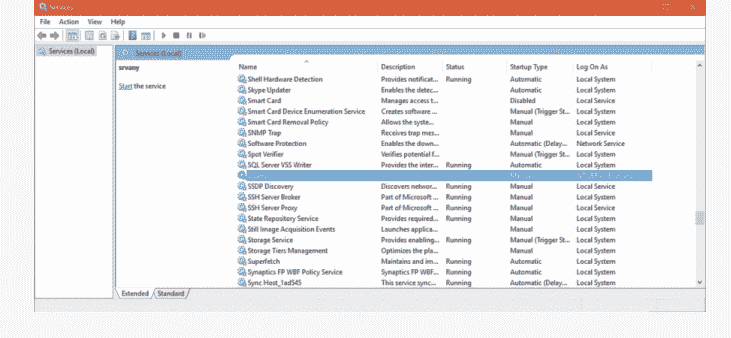 Services
File Action View Help
Services (Local)
Services (Local)
srvany
Start the service
Name Description Status Startup Type Log On As
Shell Hardware Detection Provides notificat... Running Automatic Local System
Skype Updater Enables the detec... Automatic Local System
Smart Card Manages access t... Disabled Local Service
Smart Card Device Enumeration Service Creates software ... Manual (Trigger St... Local System
Smart Card Removal Policy Allows the syste... Manual Local System
SNMP Trap Receives trap mes... Manual Local Service
Software Protection Enables the down... Automatic (Delay... Network Service
Spot Verifier Verifies potential f... Manual (Trigger St... Local System
SQL Server VSS Writer Provides the inter... Running Automatic Local System
SSDP Discovery Discovers networ... Running Manual Local Service
SSH Server Broker Part of Microsoft ... Running Manual Local System
SSH Server Proxy Part of Microsoft ... Running Manual Local Service
State Repository Service Provides required... Running Manual Local System
Still Image Acquisition Events Launches applica... Manual Local System
Storage Service Provides enabling... Running Manual (Trigger St... Local System
Storage Tiers Management Optimizes the pla... Manual Local System
Superfetch Maintains and im... Running Automatic Local System
Synaptics FP WBF Policy Service Synaptics FP WBF... Running Automatic Local System
Sync Host_1ad545 This service sync... Running Automatic (Delay... Local System
Extended Standard